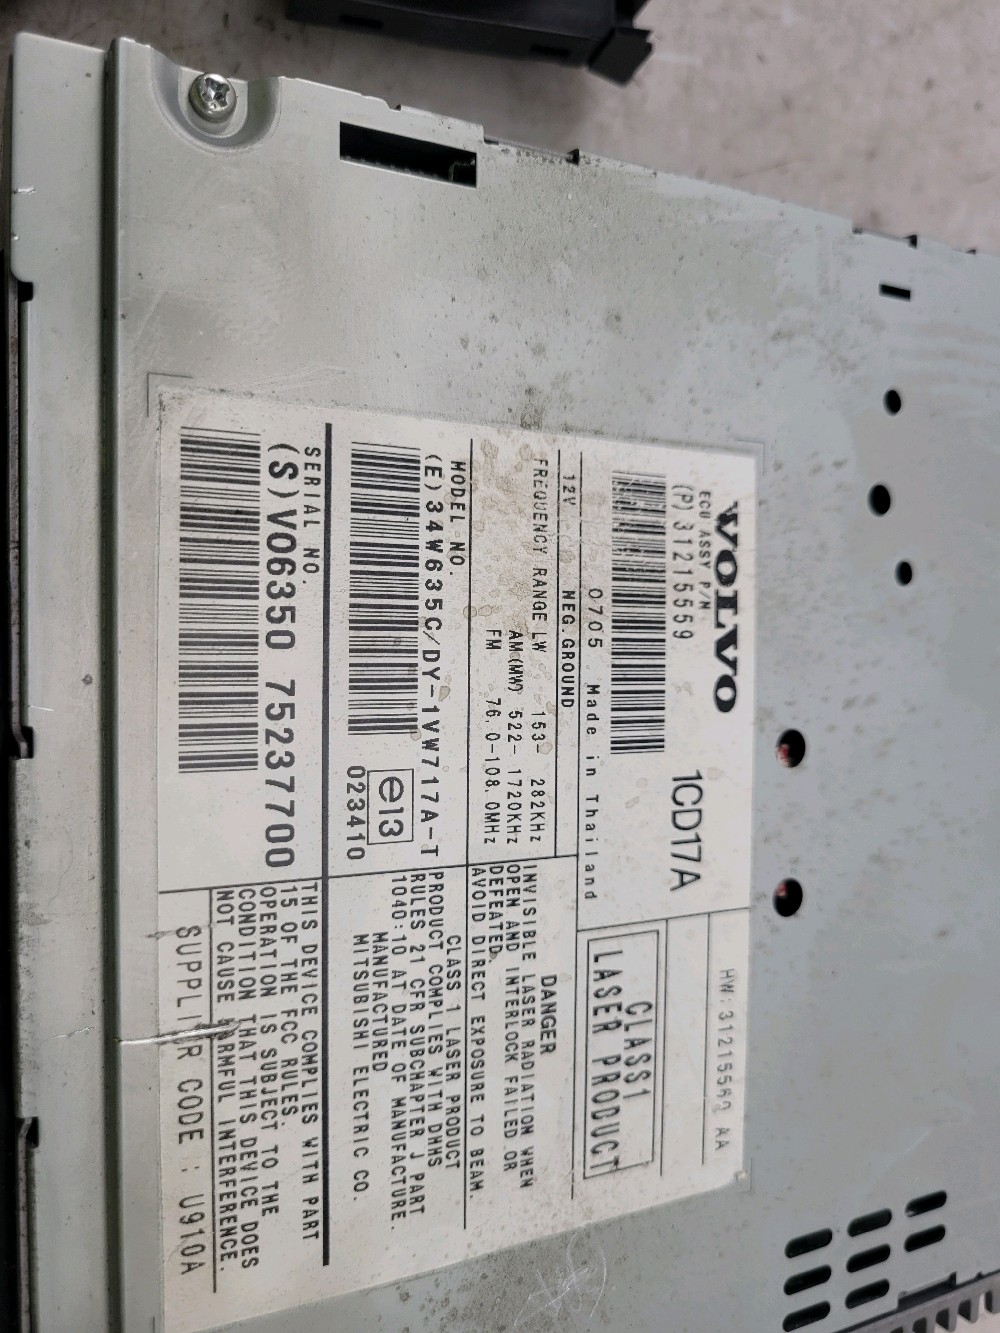 VOLVO
ECU ASSY P/N.
(P)31215559
1CD17A
HW:31215562 AA
0705 Made in Thailand
CLASS1
LASER PRODUCT
12V NEG.GROUND
FREQUENCY RANGE LW 153- 282KHz
AM(MW) 522- 1720KHz
FM 76.0-108.0MHz
DANGER
INVISIBLE LASER RADIATION WHEN
OPEN AND INTERLOCK FAILED OR
DEFEATED.
AVOID DIRECT EXPOSURE TO BEAM.
MODEL NO.
(E)34W635C/DY-1VW717A-T
e13
023410
CLASS 1 LASER PRODUCT
PRODUCT COMPLIES WITH DHHS
RULES 21 CFR SUBCHAPTER J PART
1040:10 AT DATE OF MANUFACTURE.
MANUFACTURED
MITSUBISHI ELECTRIC CO.
SERIAL NO.
(S)V06350 75237700
THIS DEVICE COMPLIES WITH PART
15 OF THE FCC RULES.
OPERATION IS SUBJECT TO THE
CONDITION THAT THIS DEVICE DOES
NOT CAUSE HARMFUL INTERFERENCE.
SUPPLIER CODE : U910A